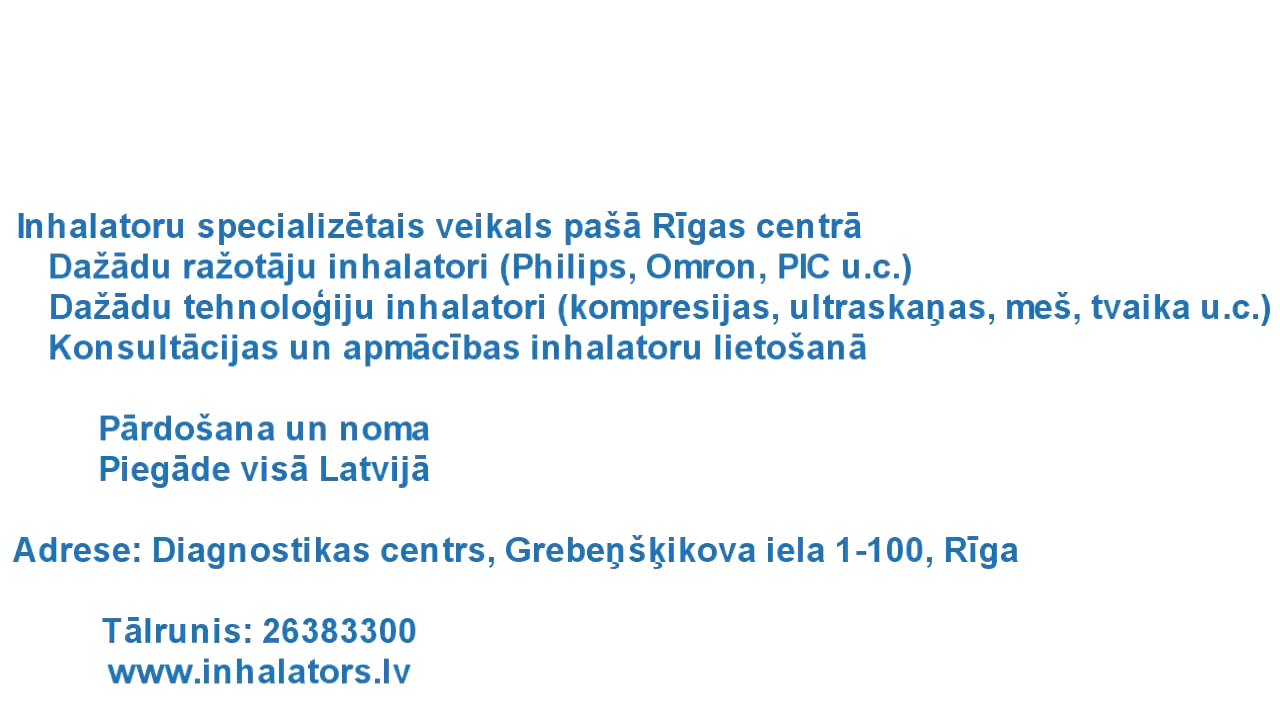 Inhalatoru specializētais veikals pašā Rīgas centrā
Dažādu ražotāju inhalatori (Philips, Omron, PIC u.c.)
Dažādu tehnoloģiju inhalatori (kompresijas, ultraskaņas, meš, tvaika u.c.)
Konsultācijas un apmācības inhalatoru lietošanā
Pārdošana un noma
Piegāde visā Latvijā
Adrese: Diagnostikas centrs, Grebeņšķikova iela 1-100, Rīga
Tālrunis: 26383300
www.inhalators.lv